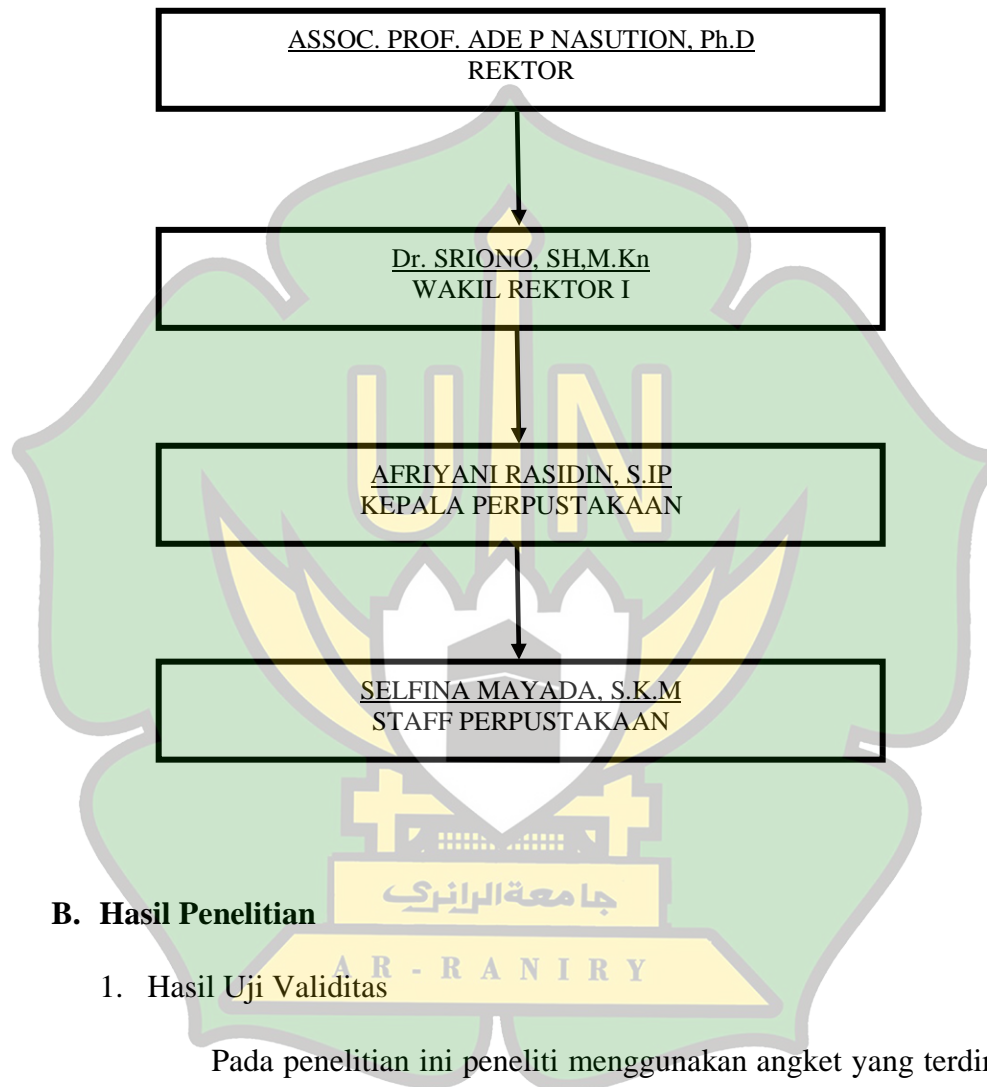 ASSOC. PROF. ADE P NASUTION, Ph.D
REKTOR
Dr. SRIONO, SH,M.Kn
WAKIL REKTOR I
UIN
AFRIYANI RASIDIN, S.IP
KEPALA PERPUSTAKAAN
SELFINA MAYADA, S.K.M
STAFF PERPUSTAKAAN
جامعة الرانري
B. Hasil Penelitian
AR-RANIRY
1. Hasil Uji Validitas
Pada penelitian ini peneliti menggunakan angket yang terdin